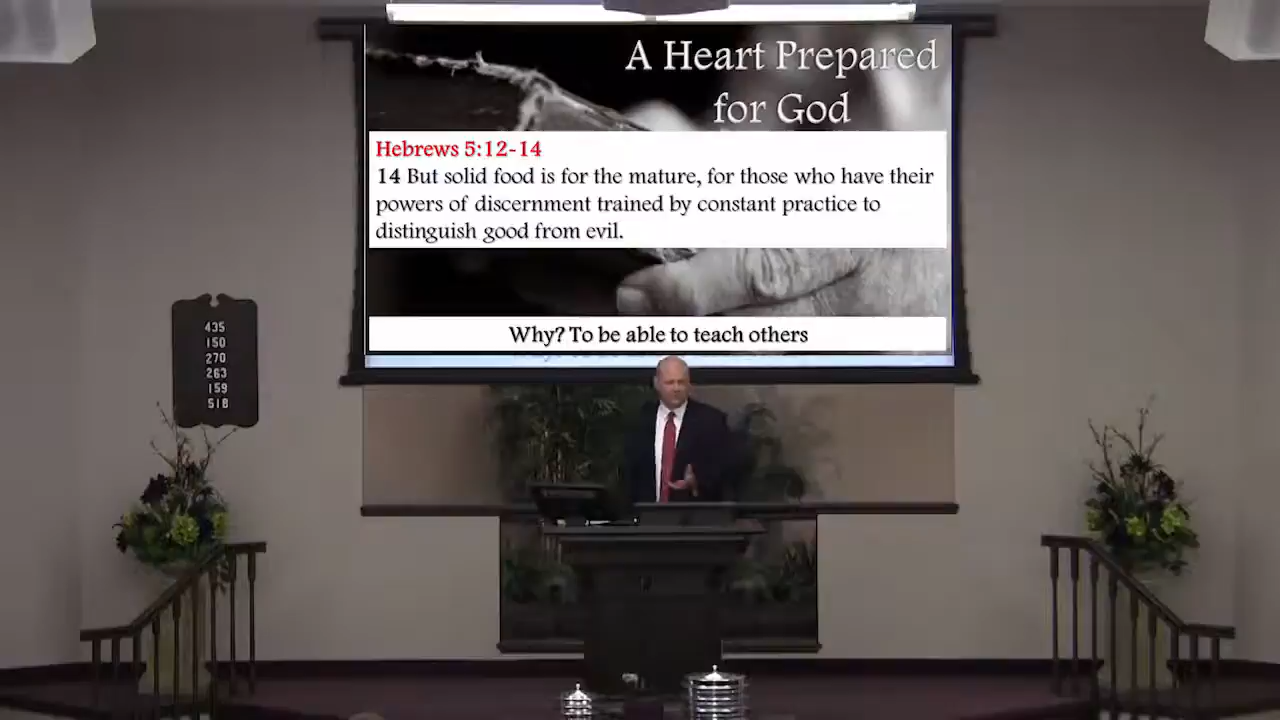 A Heart Prepared
for God
Hebrews 5:12-14
14 But solid food is for the mature, for those who have their
powers of discernment trained by constant practice to
distinguish good from evil.
Why? To be able to teach others
435
150
270
263
159
518